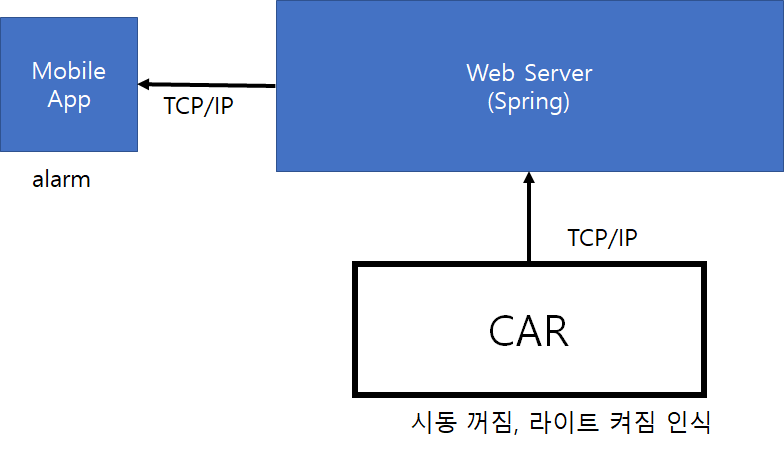 Mobile
App
TCP/IP
Web Server
(Spring)
alarm
TCP/IP
CAR
시동 꺼짐, 라이트 켜짐 인식